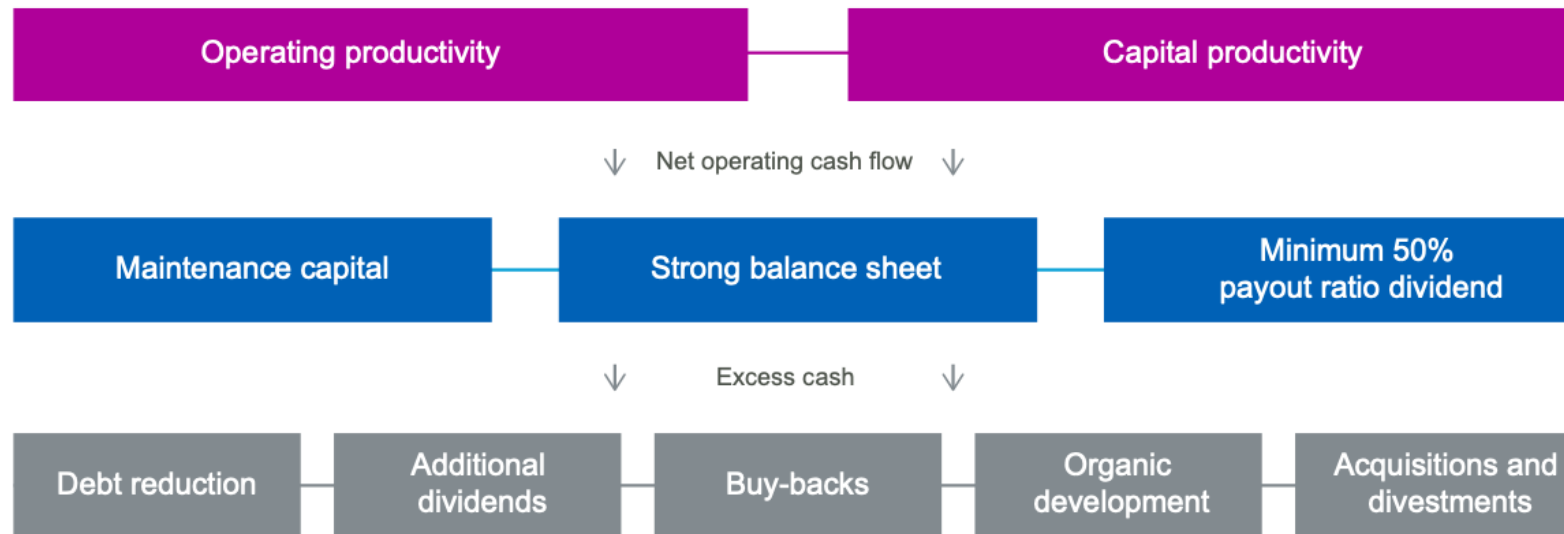 Operating productivity
Capital productivity
Net operating cash flow
Maintenance capital
Strong balance sheet
Minimum 50%
payout ratio dividend
Excess cash
Debt reduction
Additional
dividends
Buy-backs
Organic
development
Acquisitions and
divestments